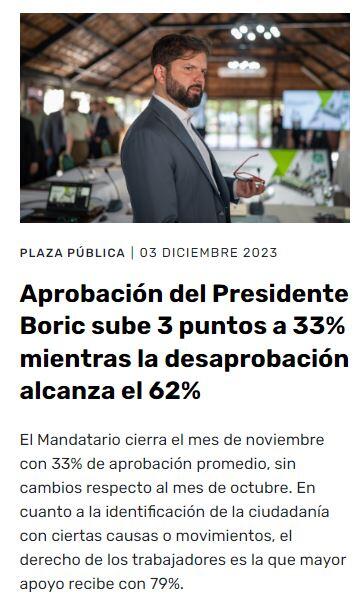 PLAZA PÚBLICA | 03 DICIEMBRE 2023
Aprobación del Presidente
Boric sube 3 puntos a 33%
mientras la desaprobación
alcanza el 62%
El Mandatario cierra el mes de noviembre
con 33% de aprobación promedio, sin
cambios respecto al mes de octubre. En
cuanto a la identificación de la ciudadanía
con ciertas causas o movimientos, el
derecho de los trabajadores es la que mayor
apoyo recibe con 79%.